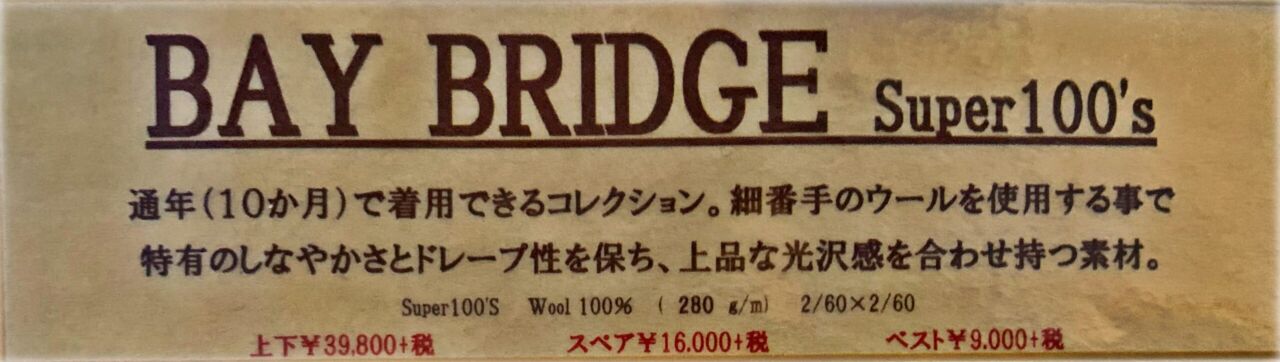 BAY BRIDGE Super100's
通年(10か月)で着用できるコレクション。細番手のウールを使用する事で
特有のしなやかさとドレープ性を保ち、上品な光沢感を合わせ持つ素材。
Super100'S Wool 100% ( 280 g/m) 2/60×2/60
上下¥39,800+税 スペア¥16,000+税 ベスト¥9,000+税